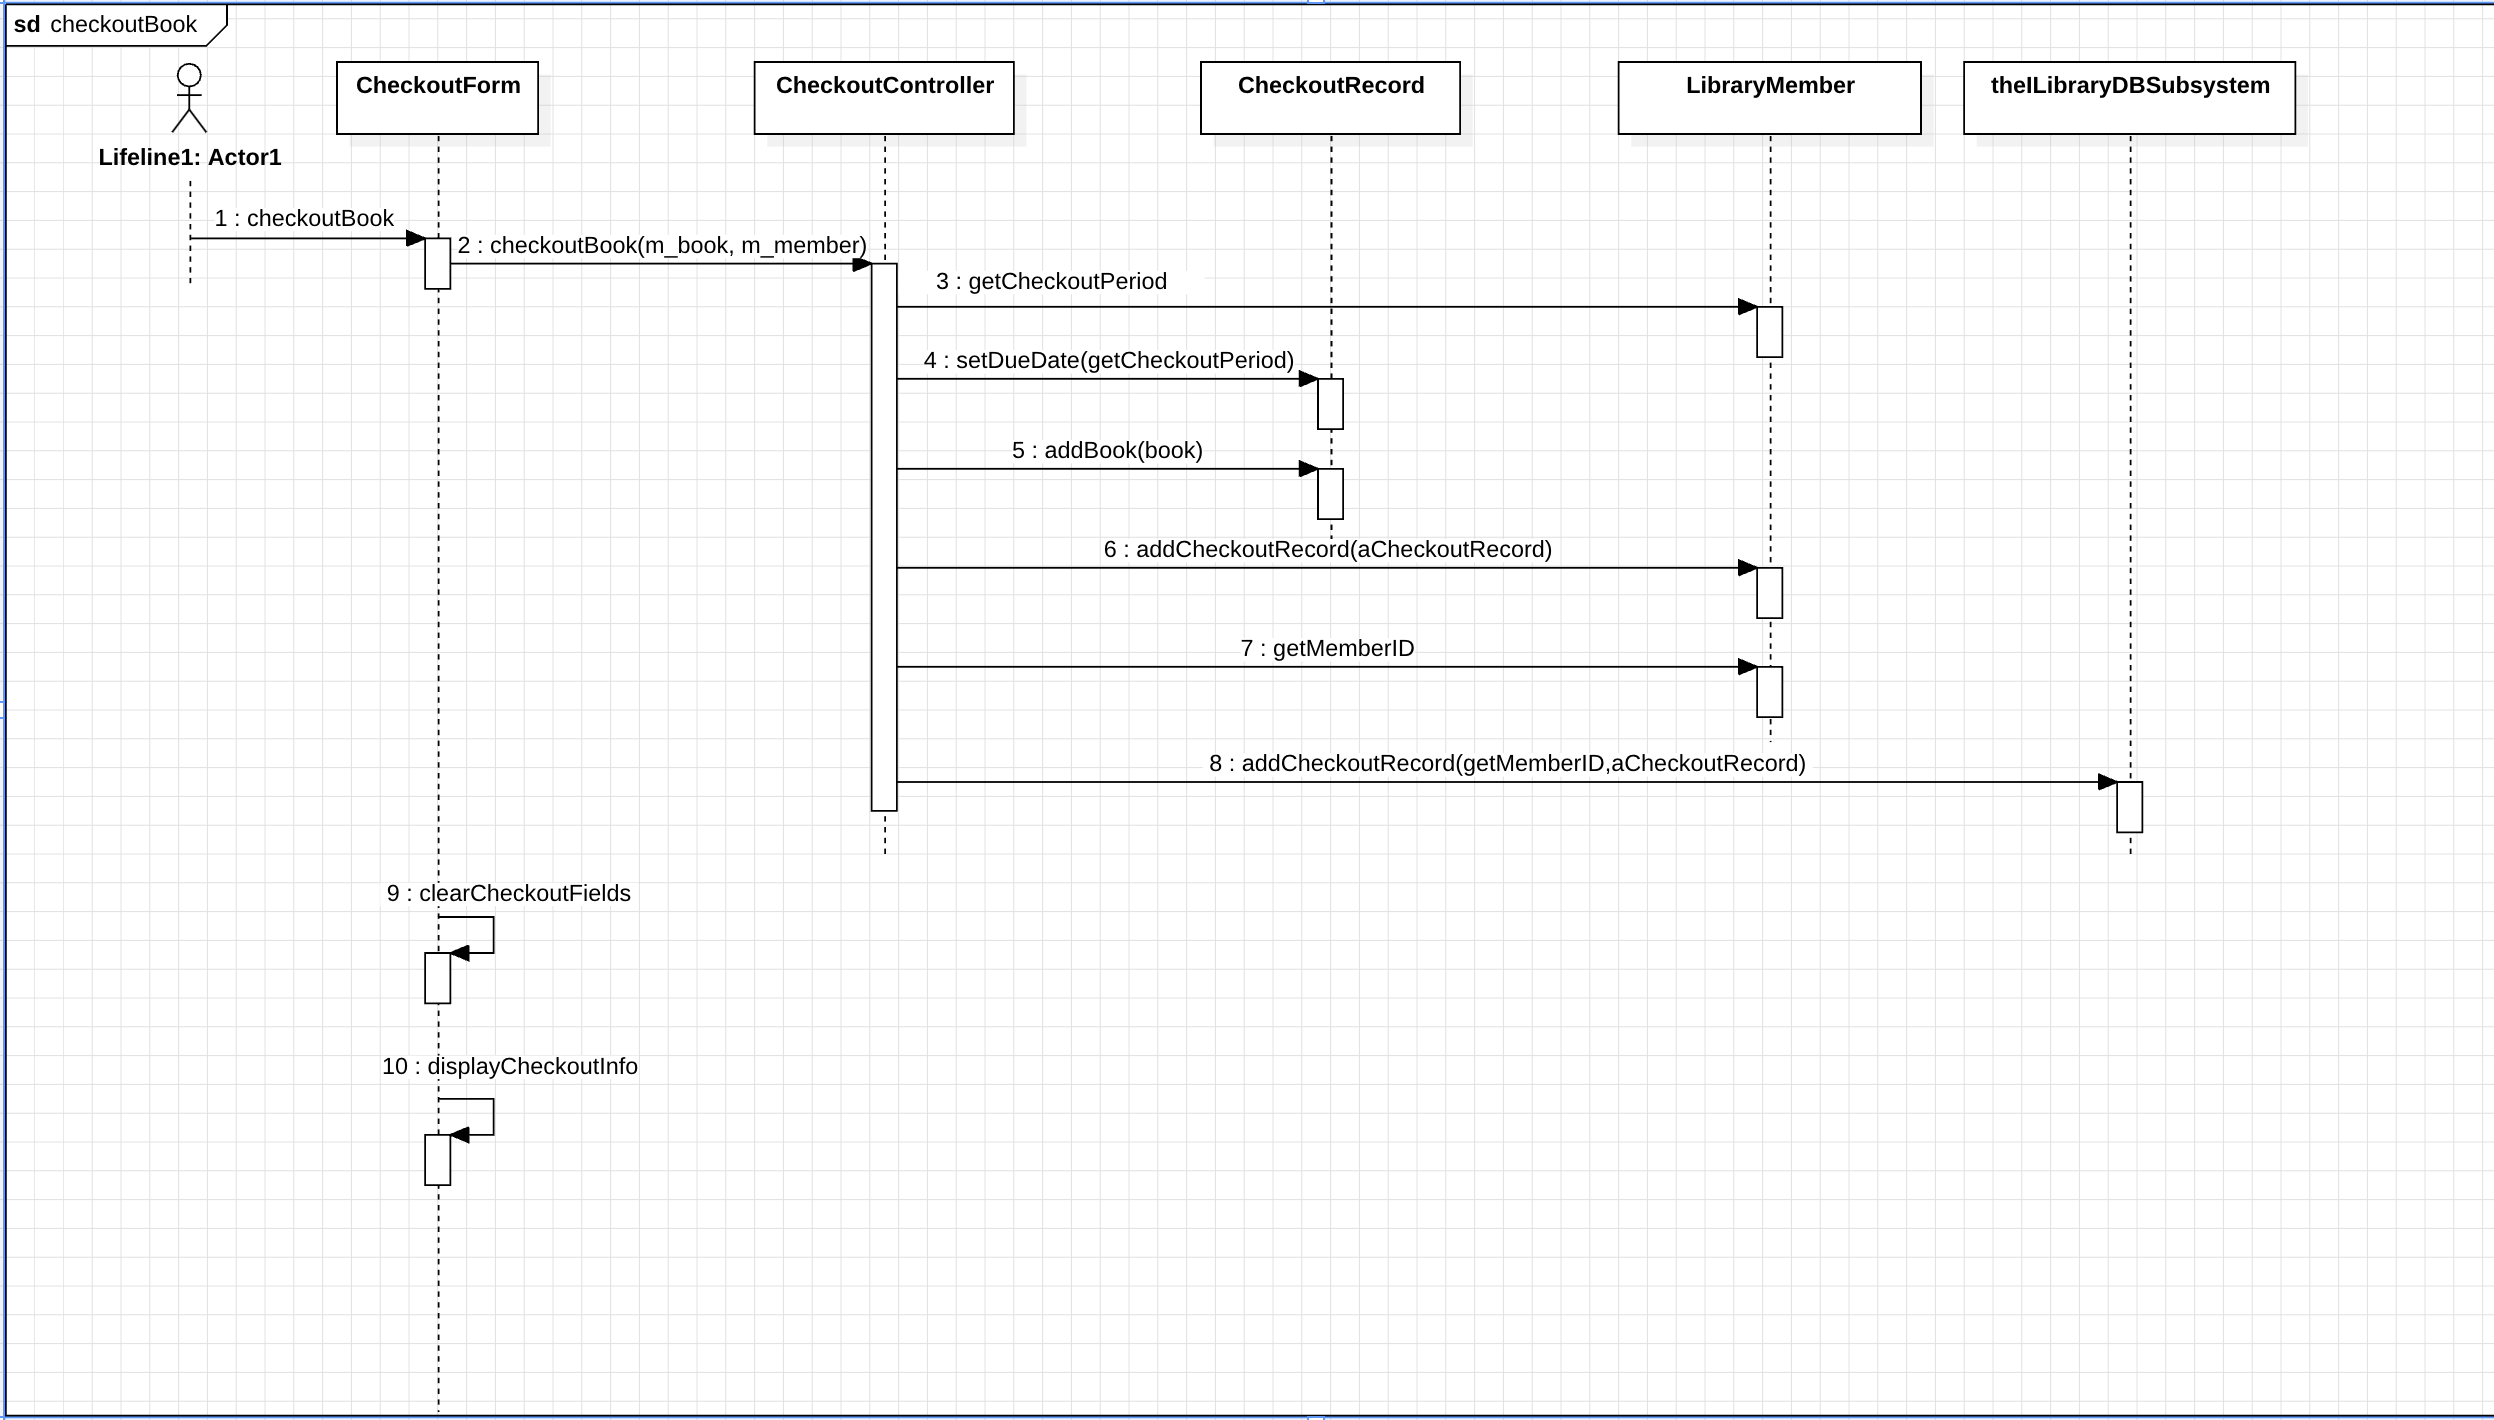 sd checkoutBook
CheckoutForm
CheckoutController
CheckoutRecord
LibraryMember
theILibraryDBSubsystem
Lifeline1: Actor1
1 : checkoutBook
2 : checkoutBook(m_book, m_member)
3 : getCheckoutPeriod
4 : setDueDate(getCheckoutPeriod)
5 : addBook(book)
6 : addCheckoutRecord(aCheckoutRecord)
7 : getMemberID
8 : addCheckoutRecord(getMemberID,aCheckoutRecord)
9 : clearCheckoutFields
10 : displayCheckoutInfo